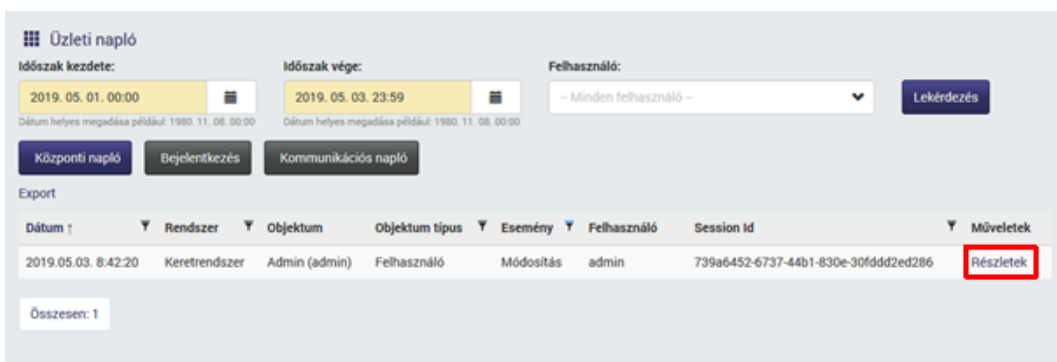 Üzleti napló
Időszak kezdete: Időszak vége: Felhasználó:
2019. 05. 01. 00:00 2019. 05. 03. 23:59 -- Minden felhasználó -- Lekérdezés
Dátum helyes megadása például: 1980. 11. 08. 00:00 Dátum helyes megadása például: 1980. 11. 08. 00:00
Központi napló Bejelentkezés Kommunikációs napló
Export
Dátum ↑ Rendszer Objektum Objektum típus Esemény Felhasználó Session Id Műveletek
2019.05.03. 8:42:20 Keretrendszer Admin (admin) Felhasználó Módosítás admin 739a6452-6737-44b1-830e-30fddd2ed286 Részletek
Összesen: 1